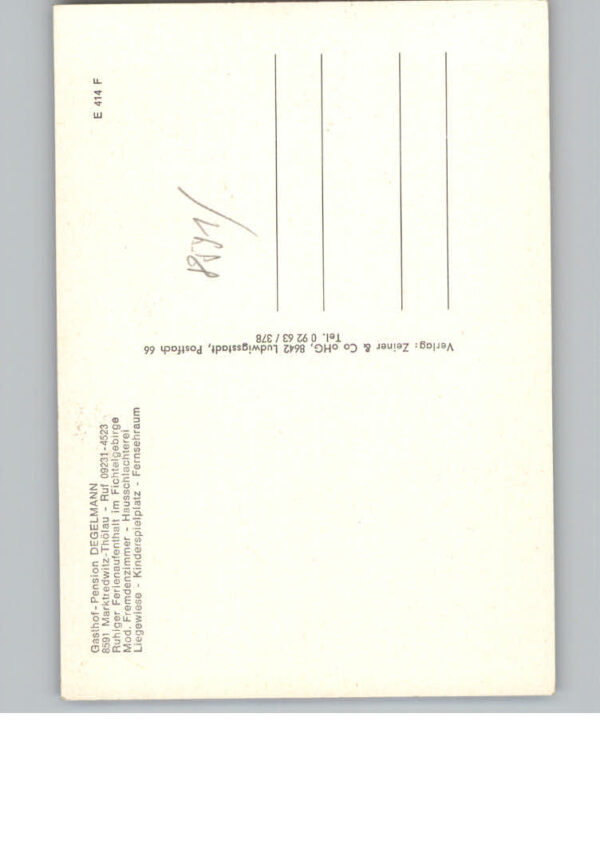 Gasthof - Pension DEGELMANN
8591 Marktredwitz-Thölau - Ruf 09231-4523
Ruhiger Ferienaufenthalt im Fichtelgebirge
Mod. Fremdenzimmer - Hausschlachterei
Liegewiese - Kinderspielplatz - Fernsehraum
E 414 F
Verlag: Zeiner & Co oHG, 8642 Ludwigsstadt, Postfach 66
Tel. 0 92 63 / 378
8591/